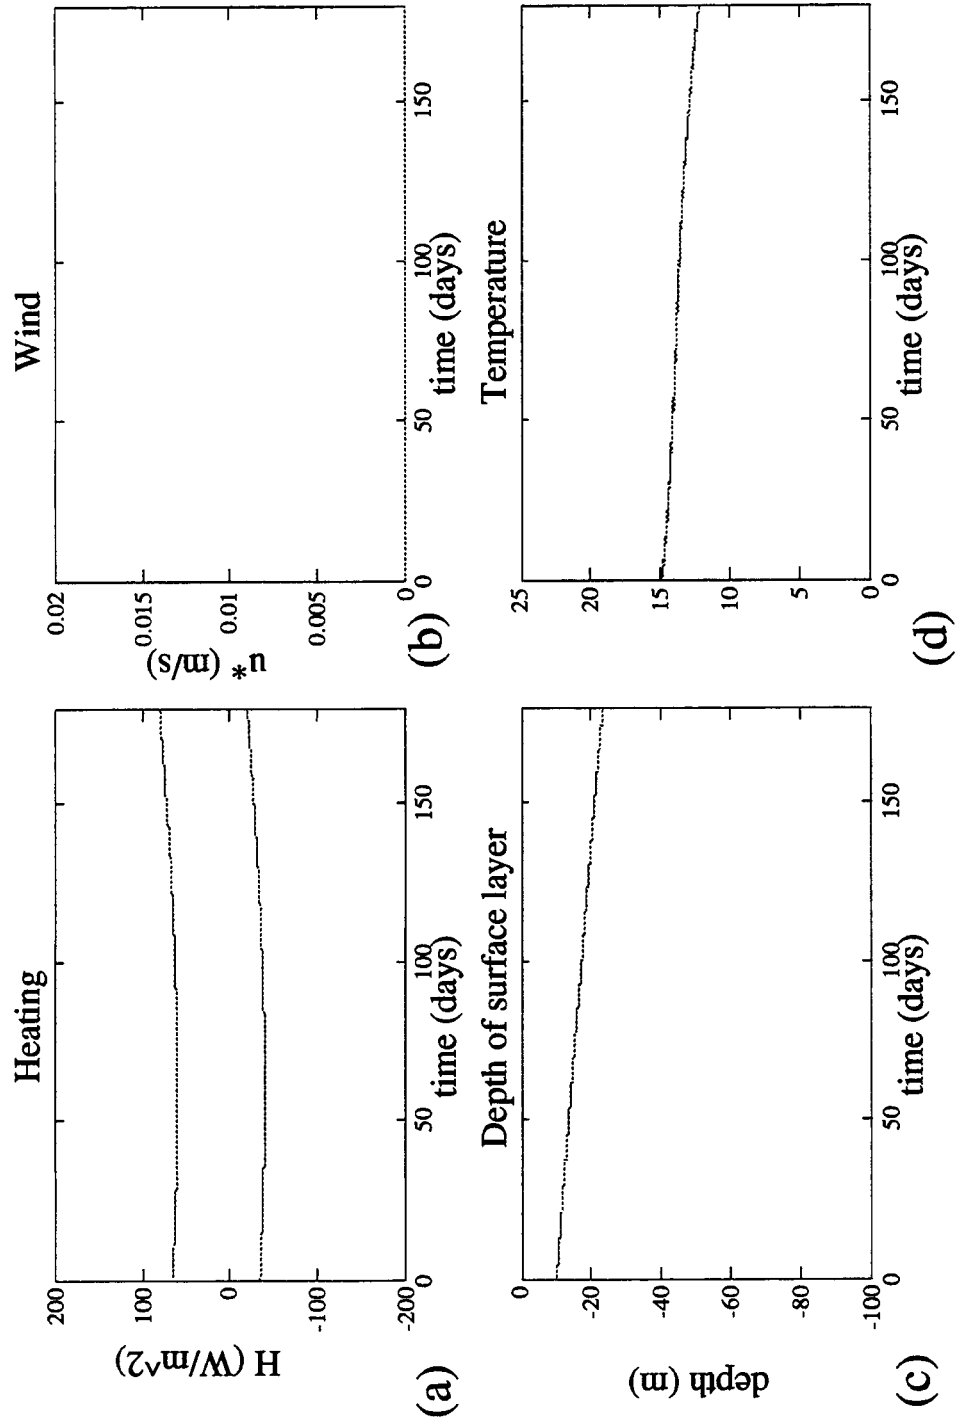 Heating
H (W/m^2)
200
100
0
-100
-200
0
50
100
150
time (days)
(a)
Wind
u* (m/s)
0.02
0.015
0.01
0.005
0
0
50
100
150
time (days)
(b)
Depth of surface layer
depth (m)
0
-20
-40
-60
-80
-100
0
50
100
150
time (days)
(c)
Temperature
25
20
15
10
5
0
0
50
100
150
time (days)
(d)